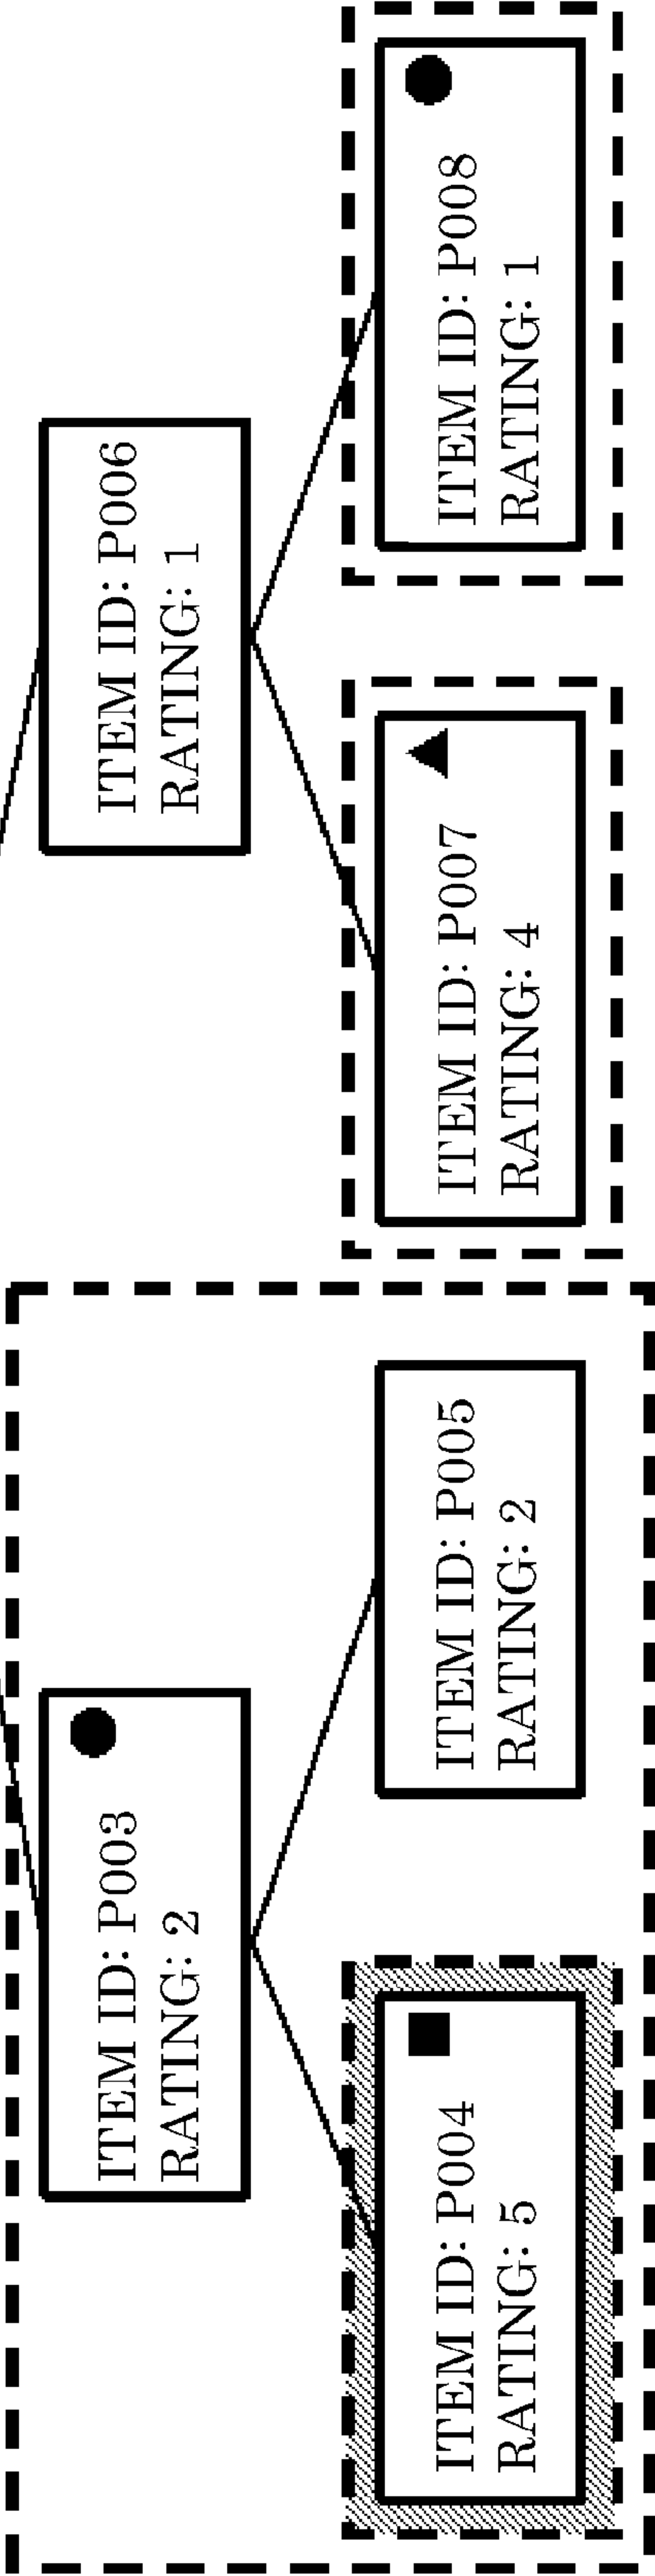 ITEM ID: P003
RATING: 2
ITEM ID: P006
RATING: 1
ITEM ID: P004
RATING: 5
ITEM ID: P005
RATING: 2
ITEM ID: P007
RATING: 4
ITEM ID: P008
RATING: 1